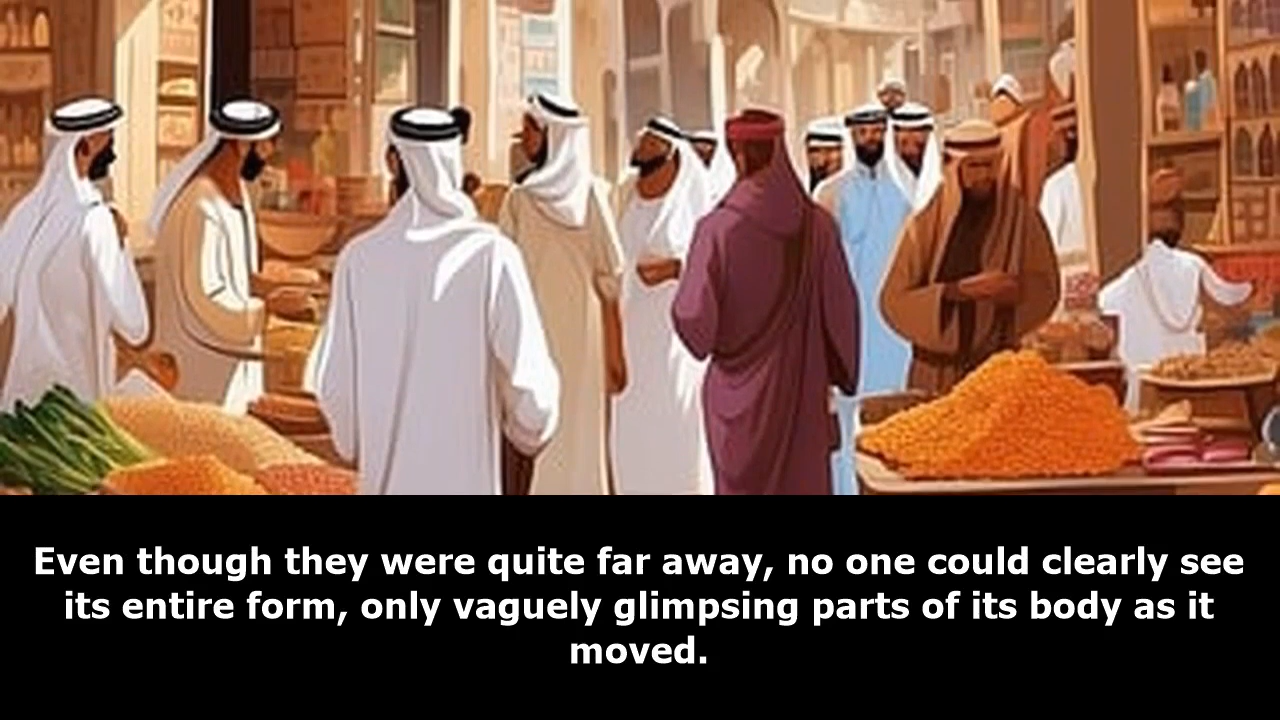 Even though they were quite far away, no one could clearly see
its entire form, only vaguely glimpsing parts of its body as it
moved.